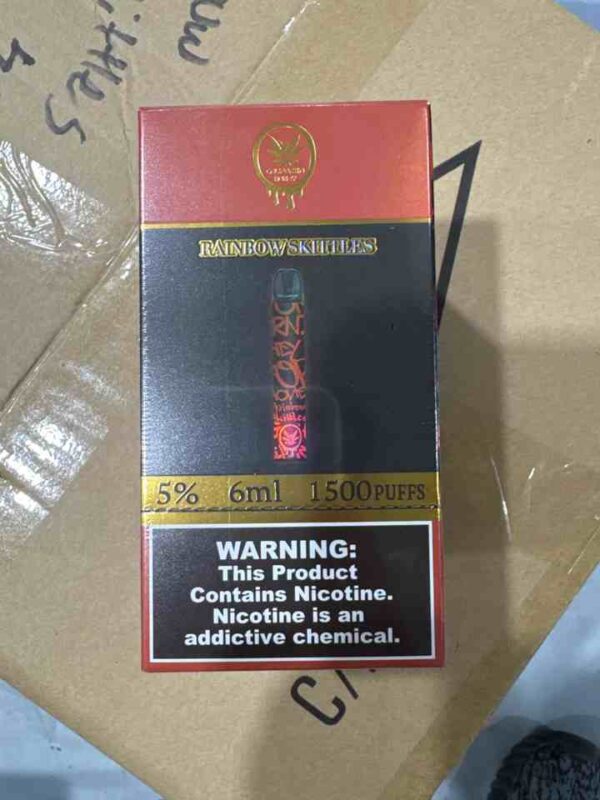 RAINBOW SKITTLES
5% 6ml 1500PUFFS
WARNING:
This Product
Contains Nicotine.
Nicotine is an
addictive chemical.
C/